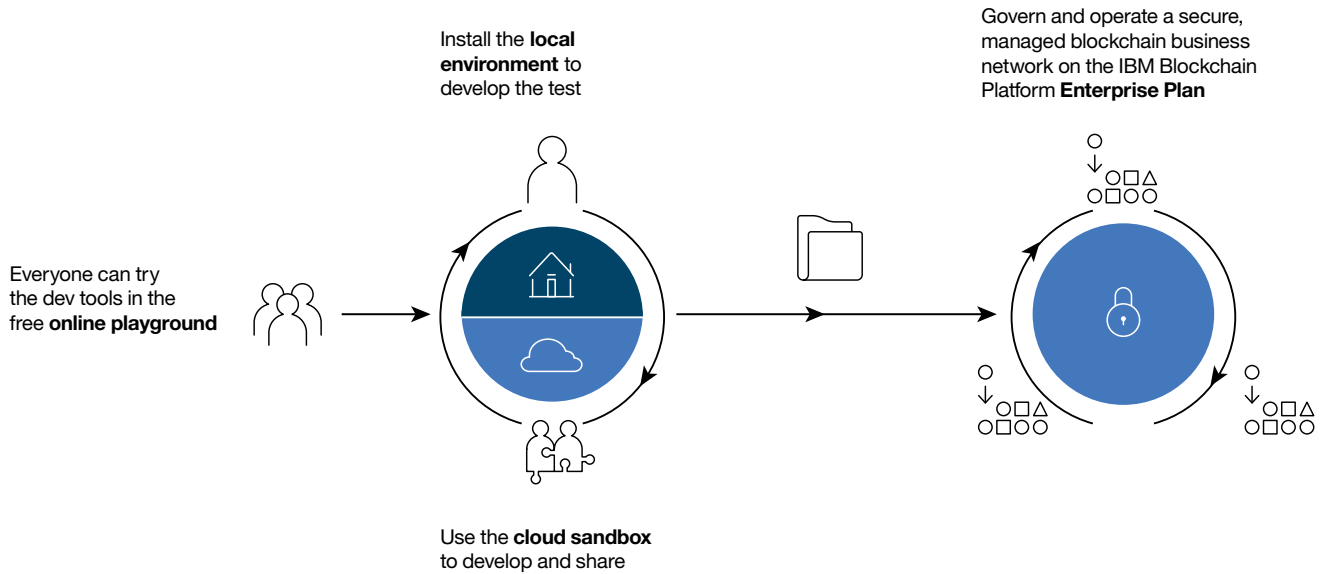 Everyone can try
the dev tools in the
free online playground
Install the local
environment to
develop the test
Use the cloud sandbox
to develop and share
Govern and operate a secure,
managed blockchain business
network on the IBM Blockchain
Platform Enterprise Plan